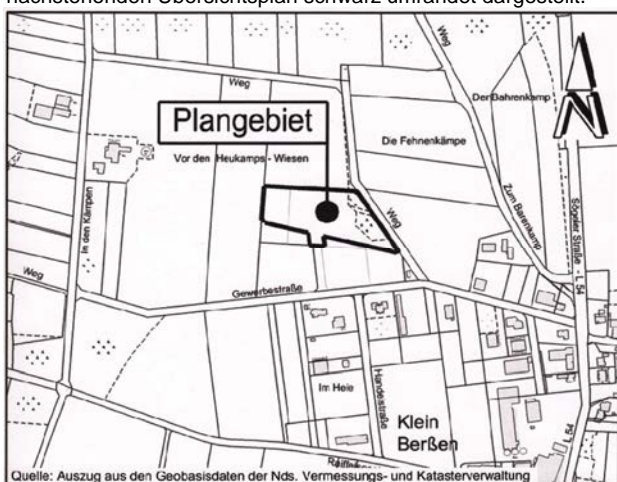 nachstehenden Übersichtsplan schwarz umrandet dargestellt.
Weg
Weg
Der Bahrenkamp
N
Plangebiet
Die Fehnenkämpe
Vor den Heukamps - Wiesen
In den Kämpen
Weg
Zum Barenkamp
Sögeler Straße - L 54
Weg
Gewerbestraße
Im Heie
Klein
Berßen
L 54
Quelle: Auszug aus den Geobasisdaten der Nds. Vermessungs- und Katasterverwaltung